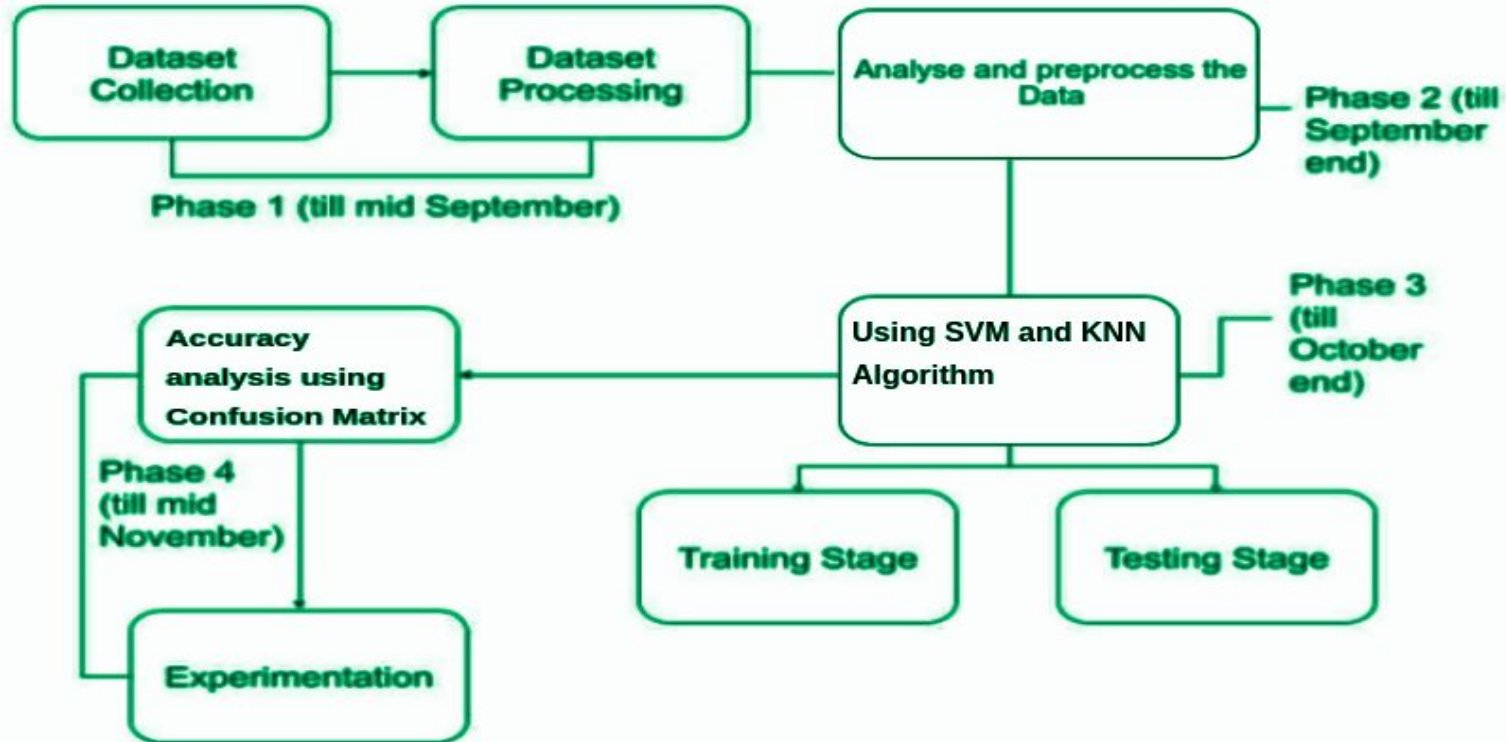 Dataset
Collection
Dataset
Processing
Analyse and preprocess the
Data
Phase 2 (till
September
end)
Phase 1 (till mid September)
Phase 3
(till
October
end)
Using SVM and KNN
Algorithm
Accuracy
analysis using
Confusion Matrix
Phase 4
(till mid
November)
Training Stage
Testing Stage
Experimentation